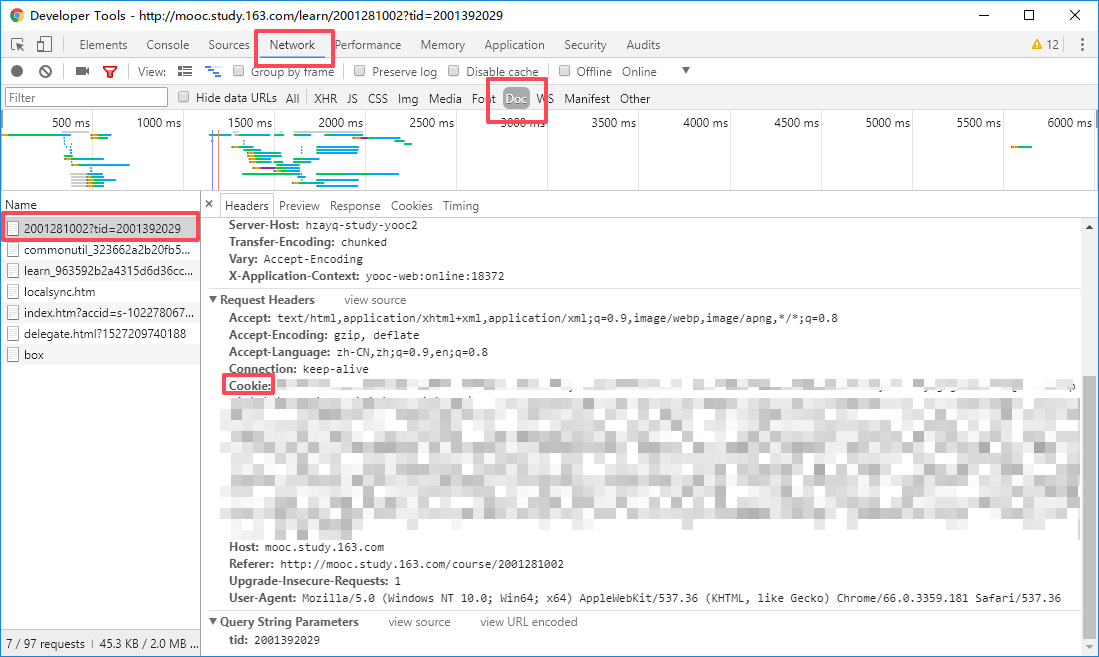 Developer Tools - http://mooc.study.163.com/learn/2001281002?tid=2001392029
Elements Console Sources Network Performance Memory Application Security Audits 12
View: Group by frame Preserve log Disable cache Offline Online
Filter Hide data URLs All XHR JS CSS Img Media Font Doc WS Manifest Other
500 ms 1000 ms 1500 ms 2000 ms 2500 ms 3000 ms 3500 ms 4000 ms 4500 ms 5000 ms 5500 ms 6000 ms
Name
2001281002?tid=2001392029
commonutil_323662a2b20fb5...
learn_963592b2a4315d6d36cc...
localsync.htm
index.htm?accid=s-102278067...
delegate.html?1527209740188
box
7 / 97 requests | 45.3 KB / 2.0 MB ...
× Headers Preview Response Cookies Timing
Server-Host: hzayq-study-yooc2
Transfer-Encoding: chunked
Vary: Accept-Encoding
X-Application-Context: yooc-web:online:18372
Request Headers view source
Accept: text/html,application/xhtml+xml,application/xml;q=0.9,image/webp,image/apng,*/*;q=0.8
Accept-Encoding: gzip, deflate
Accept-Language: zh-CN,zh;q=0.9,en;q=0.8
Connection: keep-alive
Cookie:
Host: mooc.study.163.com
Referer: http://mooc.study.163.com/course/2001281002
Upgrade-Insecure-Requests: 1
User-Agent: Mozilla/5.0 (Windows NT 10.0; Win64; x64) AppleWebKit/537.36 (KHTML, like Gecko) Chrome/66.0.3359.181 Safari/537.36
Query String Parameters view source view URL encoded
tid: 2001392029